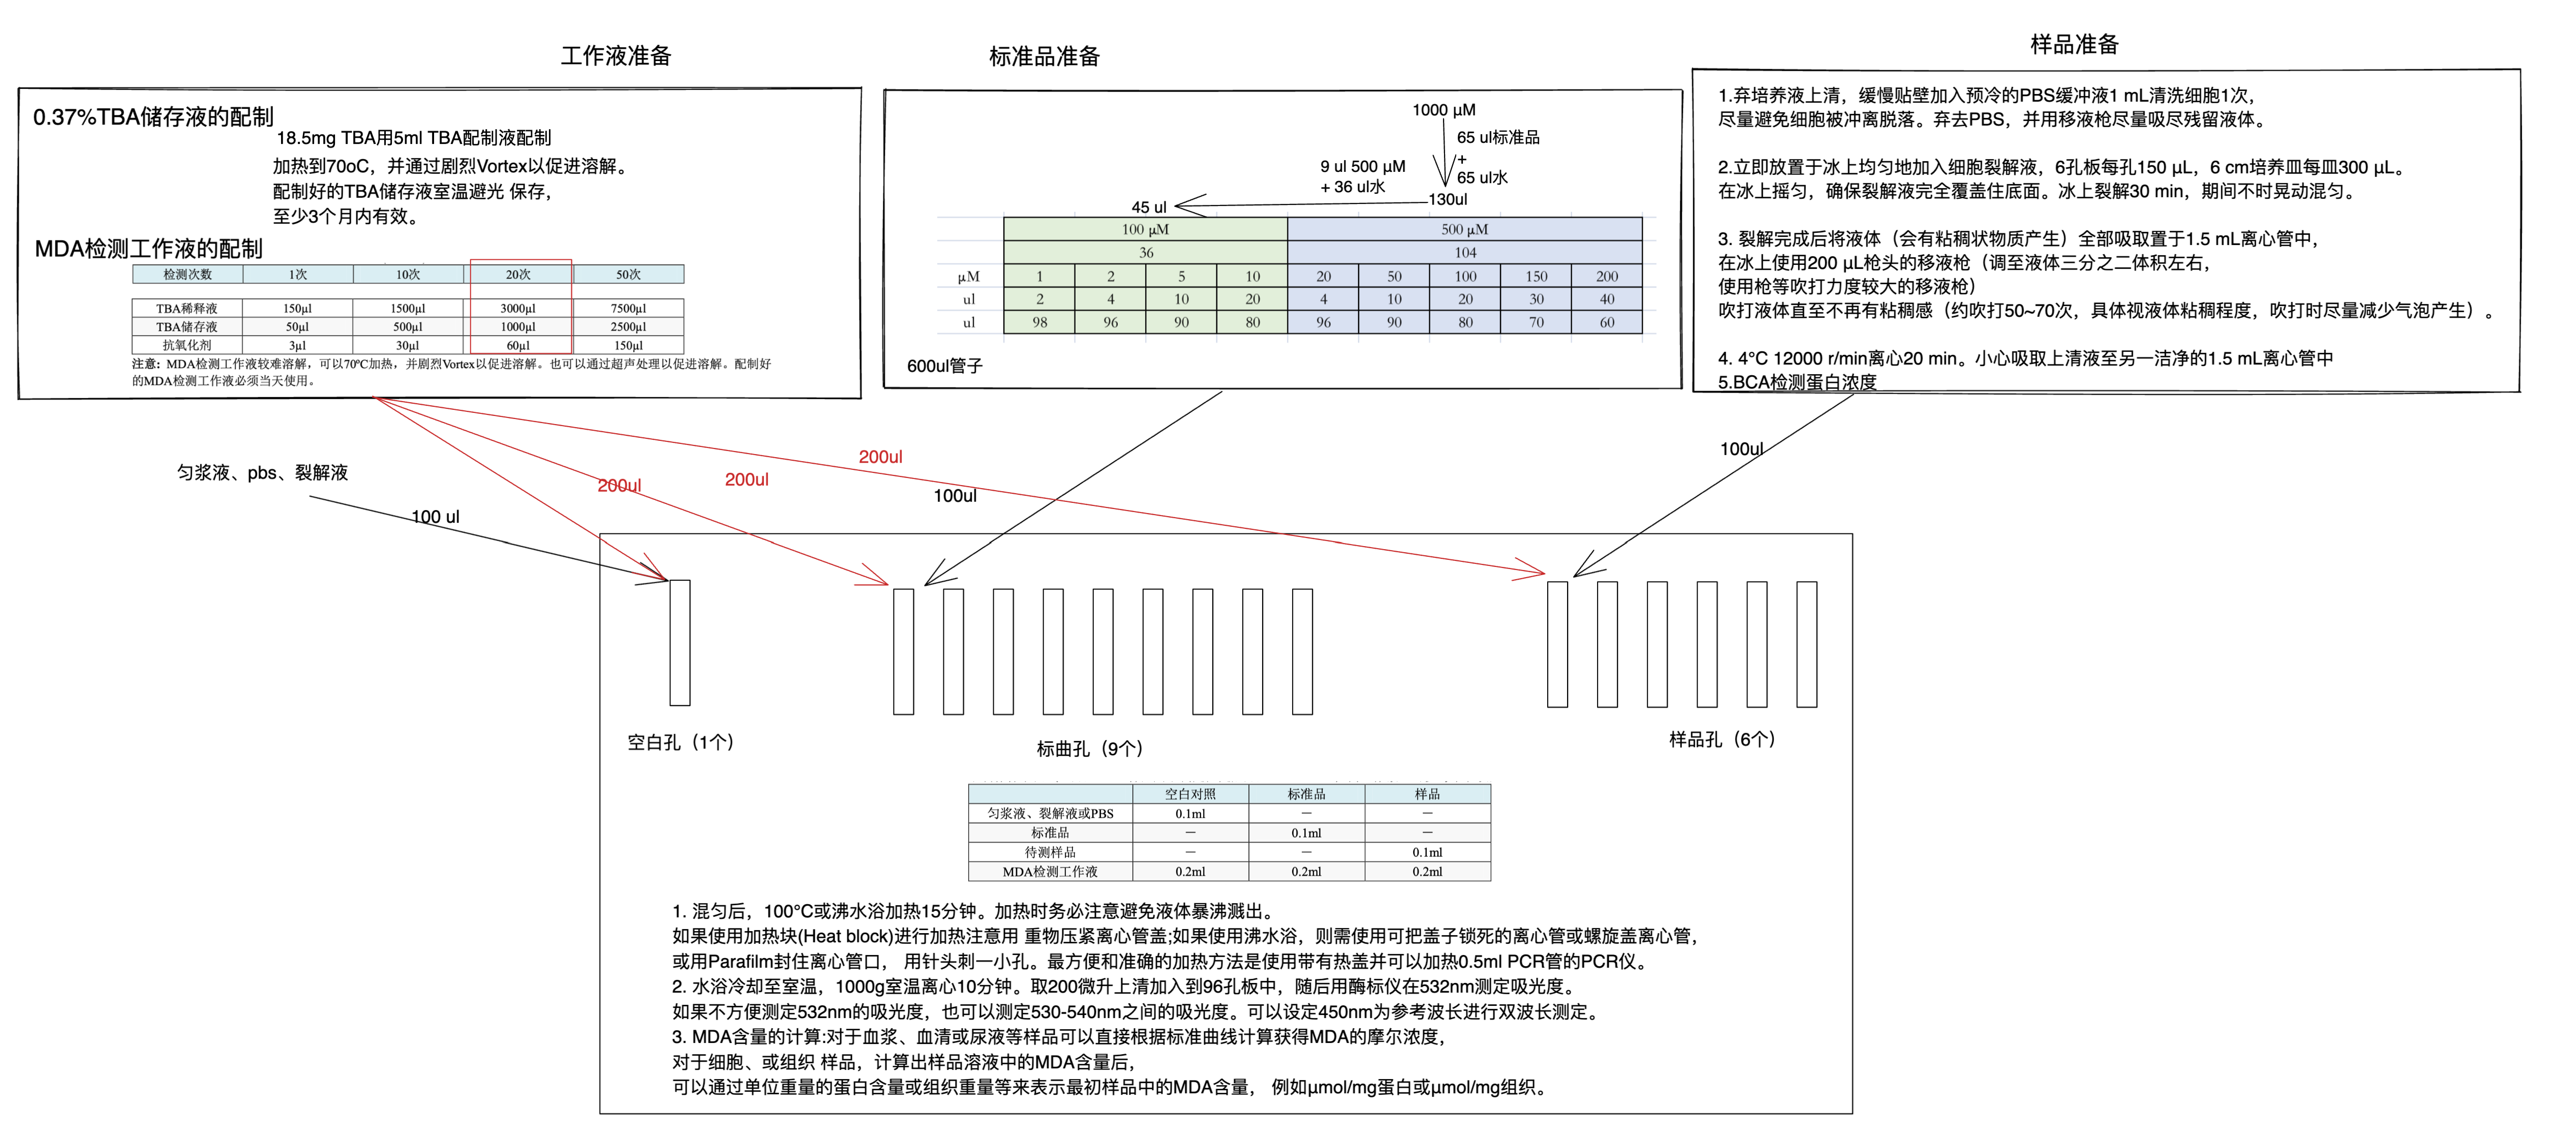 工作液准备
0.37%TBA储存液的配制
18.5mg TBA用5ml TBA配制液配制
加热到70oC，并通过剧烈Vortex以促进溶解。
配制好的TBA储存液室温避光 保存，
至少3个月内有效。
MDA检测工作液的配制
检测次数 1次 10次 20次 50次
TBA稀释液 150µl 1500µl 3000µl 7500µl
TBA储存液 50µl 500µl 1000µl 2500µl
抗氧化剂 3µl 30µl 60µl 150µl
注意：MDA检测工作液较难溶解，可以70ºC加热，并剧烈Vortex以促进溶解。也可以通过超声处理以促进溶解。配制好
的MDA检测工作液必须当天使用。
标准品准备
1000 µM
65 ul标准品
+
65 ul水
9 ul 500 µM
+ 36 ul水
130ul
45 ul
100 µM 500 µM
36 104
µM 1 2 5 10 20 50 100 150 200
ul 2 4 10 20 4 10 20 30 40
ul 98 96 90 80 96 90 80 70 60
600ul管子
样品准备
1.弃培养液上清，缓慢贴壁加入预冷的PBS缓冲液1 mL清洗细胞1次，
尽量避免细胞被冲离脱落。弃去PBS，并用移液枪尽量吸尽残留液体。
2.立即放置于冰上均匀地加入细胞裂解液，6孔板每孔150 µL，6 cm培养皿每皿300 µL。
在冰上摇匀，确保裂解液完全覆盖住底面。冰上裂解30 min，期间不时晃动混匀。
3. 裂解完成后将液体（会有粘稠状物质产生）全部吸取置于1.5 mL离心管中，
在冰上使用200 µL枪头的移液枪（调至液体三分之二体积左右，
使用枪等吹打力度较大的移液枪）
吹打液体直至不再有粘稠感（约吹打50~70次，具体视液体粘稠程度，吹打时尽量减少气泡产生）。
4. 4°C 12000 r/min离心20 min。小心吸取上清液至另一洁净的1.5 mL离心管中
5.BCA检测蛋白浓度
匀浆液、pbs、裂解液
100 ul
200ul
200ul
200ul
100ul
100ul
空白孔（1个）
标曲孔（9个）
样品孔（6个）
空白对照 标准品 样品
匀浆液、裂解液或PBS 0.1ml － －
标准品 － 0.1ml －
待测样品 － － 0.1ml
MDA检测工作液 0.2ml 0.2ml 0.2ml
1. 混匀后，100°C或沸水浴加热15分钟。加热时务必注意避免液体暴沸溅出。
如果使用加热块(Heat block)进行加热注意用 重物压紧离心管盖;如果使用沸水浴，则需使用可把盖子锁死的离心管或螺旋盖离心管，
或用Parafilm封住离心管口， 用针头刺一小孔。最方便和准确的加热方法是使用带有热盖并可以加热0.5ml PCR管的PCR仪。
2. 水浴冷却至室温，1000g室温离心10分钟。取200微升上清加入到96孔板中，随后用酶标仪在532nm测定吸光度。
如果不方便测定532nm的吸光度，也可以测定530-540nm之间的吸光度。可以设定450nm为参考波长进行双波长测定。
3. MDA含量的计算:对于血浆、血清或尿液等样品可以直接根据标准曲线计算获得MDA的摩尔浓度，
对于细胞、或组织 样品，计算出样品溶液中的MDA含量后，
可以通过单位重量的蛋白含量或组织重量等来表示最初样品中的MDA含量， 例如µmol/mg蛋白或µmol/mg组织。